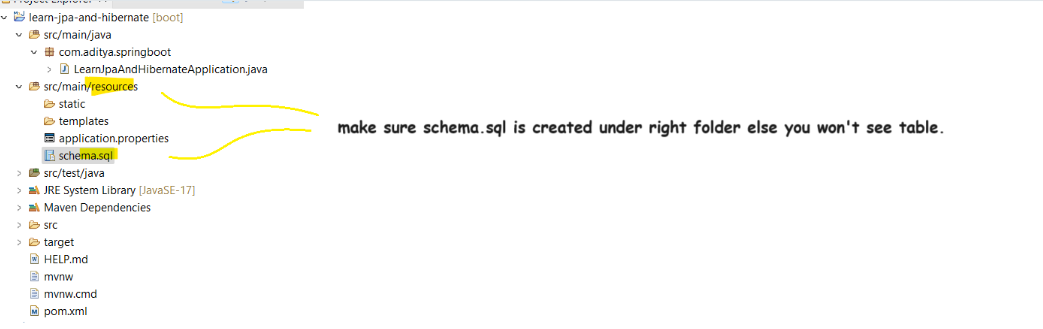 Project Explorer
learn-jpa-and-hibernate [boot]
src/main/java
com.aditya.springboot
LearnJpaAndHibernateApplication.java
src/main/resources
static
templates
make sure schema.sql is created under right folder else you won't see table.
application.properties
schema.sql
src/test/java
JRE System Library [JavaSE-17]
Maven Dependencies
src
target
HELP.md
mvnw
mvnw.cmd
pom.xml